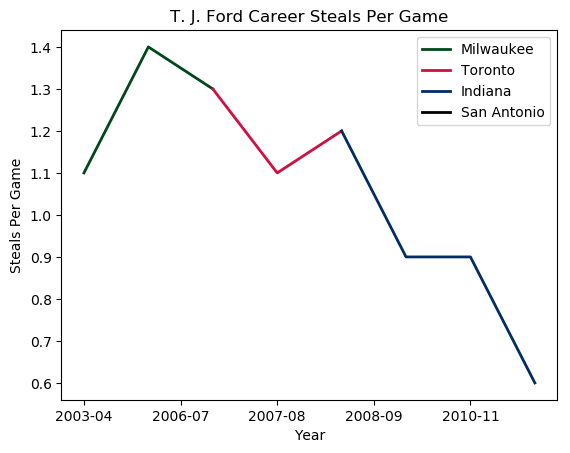 T. J. Ford Career Steals Per Game
1.4
1.3
1.2
1.1
1.0
0.9
0.8
0.7
0.6
Steals Per Game
Milwaukee
Toronto
Indiana
San Antonio
2003-04 2006-07 2007-08 2008-09 2010-11
Year